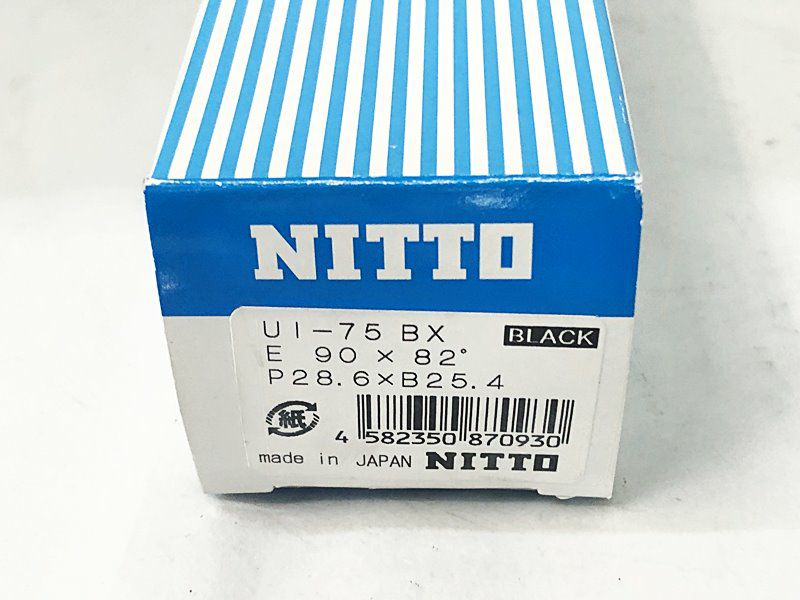 NITTO
UI-75 BX BLACK
E 90 × 82°
P28.6×B25.4
紙
4 582350 870930
made in JAPAN NITTO